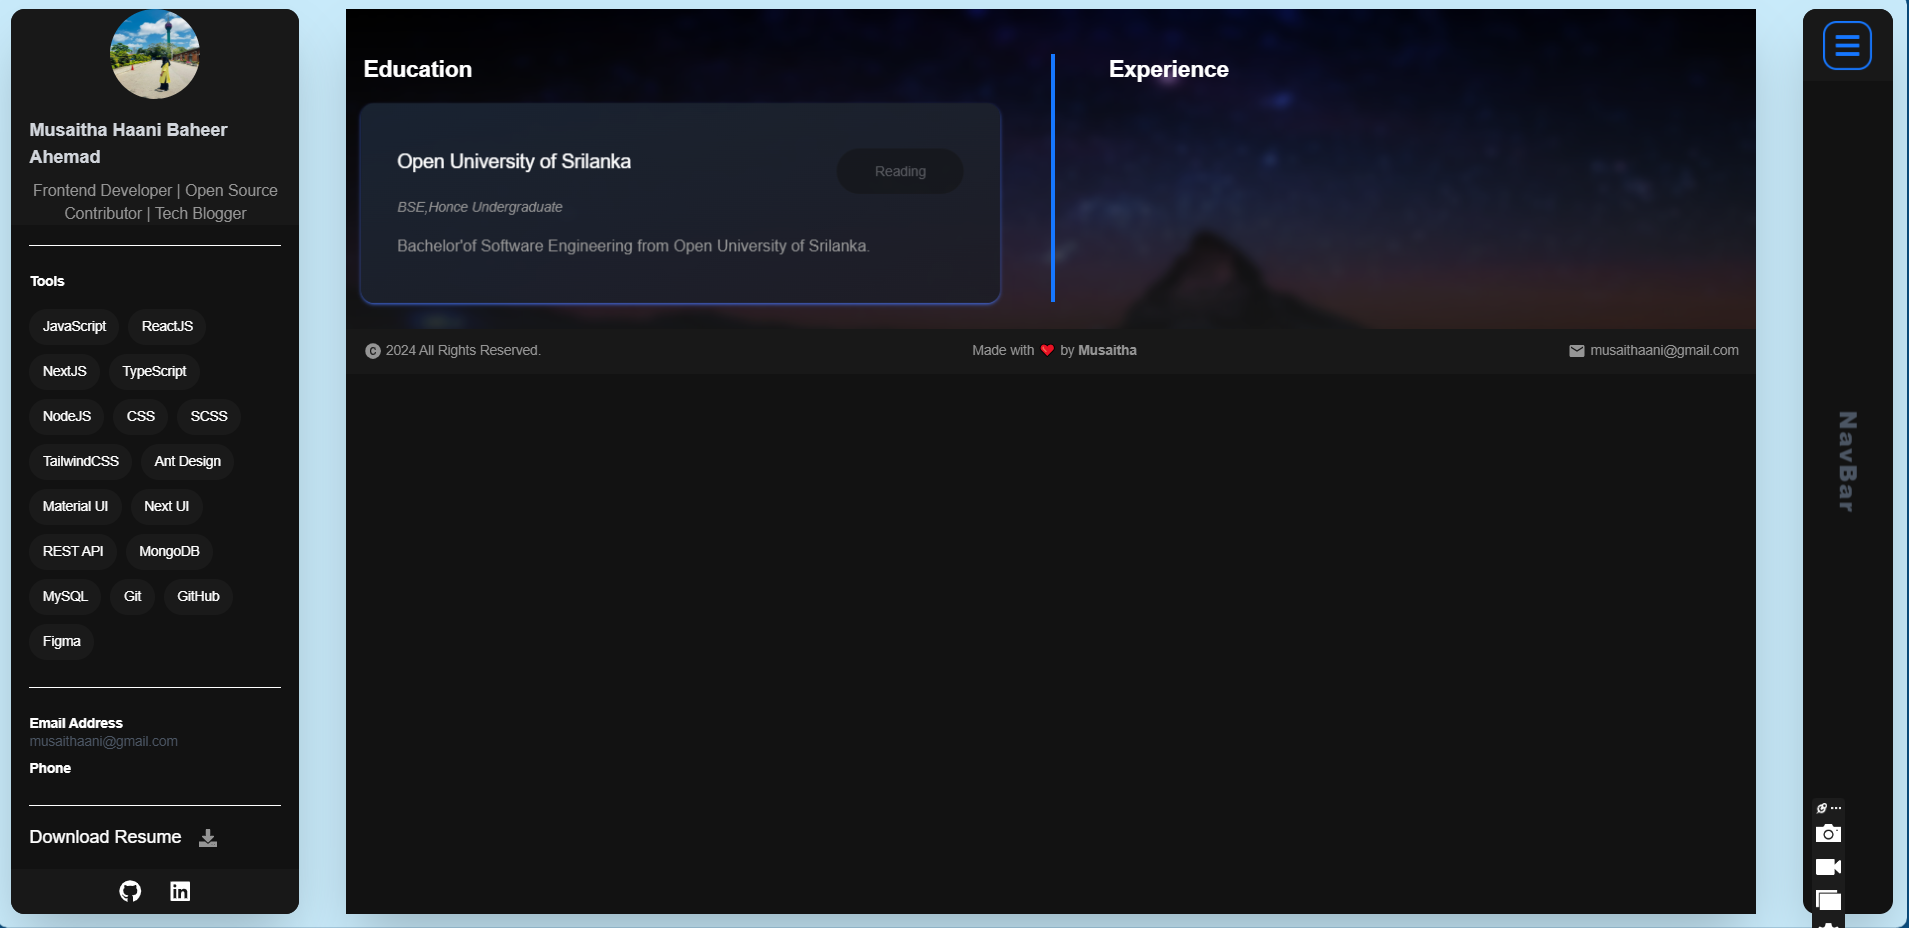 Musaitha Haani Baheer
Ahemad
Frontend Developer | Open Source
Contributor | Tech Blogger
Tools
JavaScript ReactJS
NextJS TypeScript
NodeJS CSS SCSS
TailwindCSS Ant Design
Material UI Next UI
REST API MongoDB
MySQL Git GitHub
Figma
Email Address
musaithaani@gmail.com
Phone
Download Resume
Education
Open University of Srilanka
Reading
BSE,Honce Undergraduate
Bachelor'of Software Engineering from Open University of Srilanka.
Experience
© 2024 All Rights Reserved.
Made with ❤ by Musaitha
musaithaani@gmail.com
NavBar